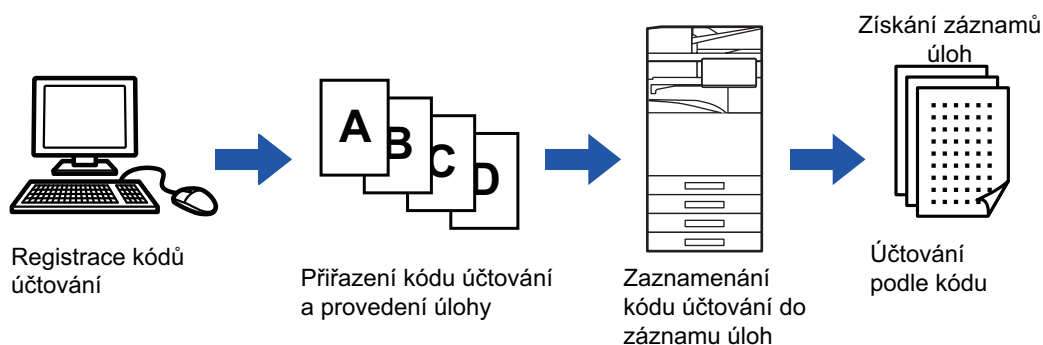 Získání záznamů
úloh
A
B
C
D
Registrace kódů
účtování
Přiřazení kódu účtování
a provedení úlohy
Zaznamenání
kódu účtování do
záznamu úloh
Účtování
podle kódu